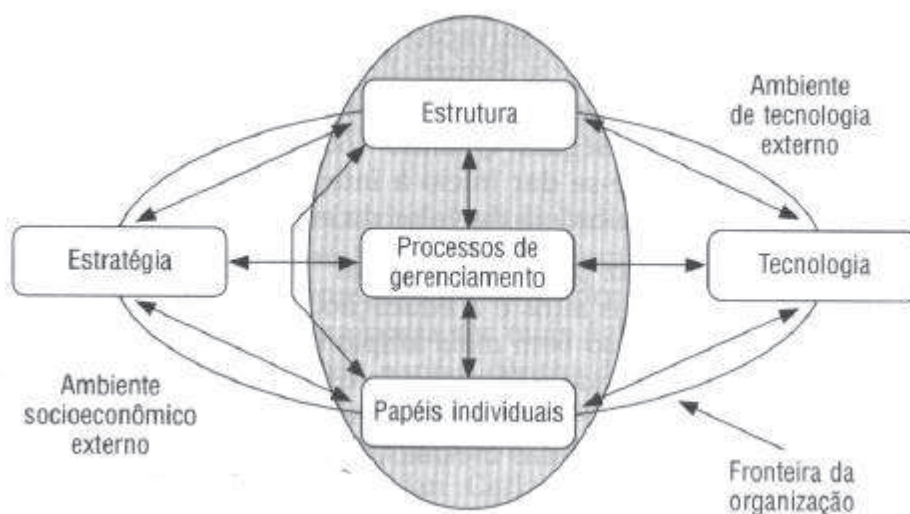 Estrutura
Ambiente
de tecnologia
externo
Estratégia
Processos de
gerenciamento
Tecnologia
Papéis individuais
Ambiente
socioeconômico
externo
Fronteira da
organização